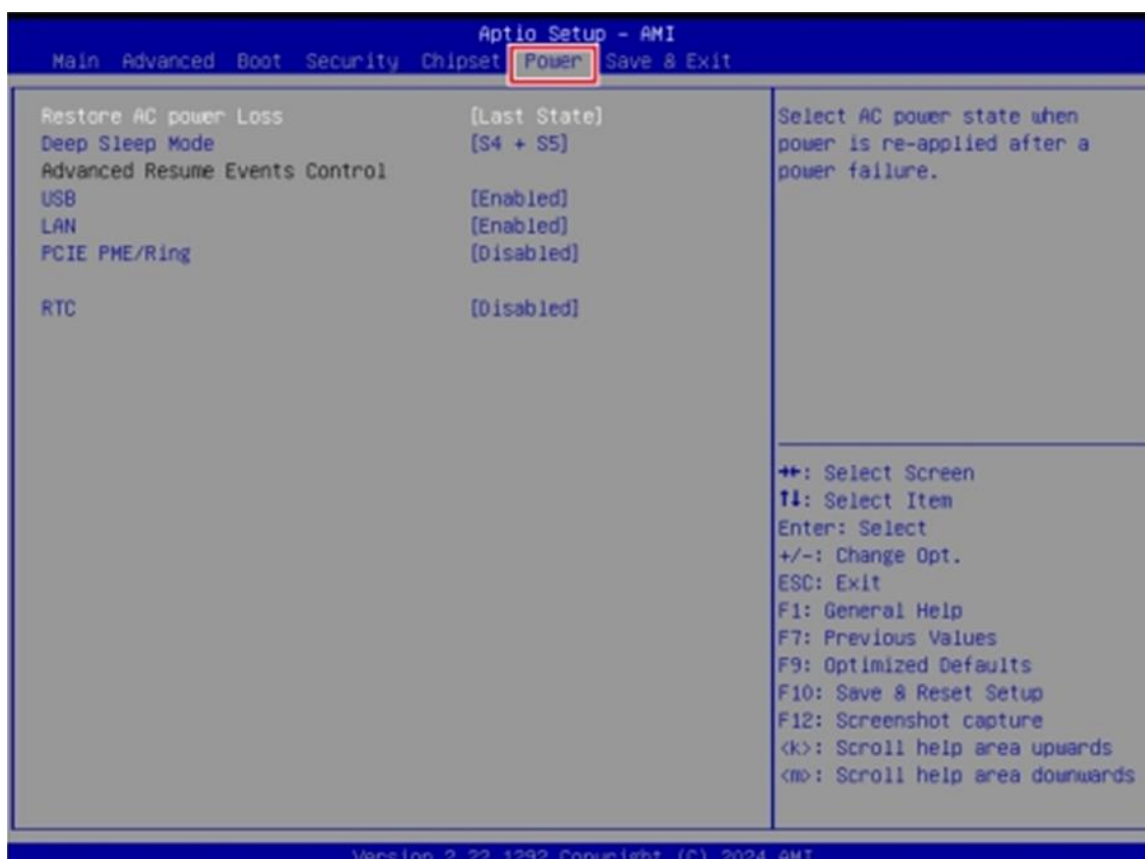 Aptio Setup - AMI
Main Advanced Boot Security Chipset Power Save & Exit
Restore AC power Loss [Last State]
Deep Sleep Mode [S4 + S5]
Advanced Resume Events Control
USB [Enabled]
LAN [Enabled]
PCIE PME/Ring [Disabled]
RTC [Disabled]
Select AC power state when
power is re-applied after a
power failure.
→←: Select Screen
↑↓: Select Item
Enter: Select
+/-: Change Opt.
ESC: Exit
F1: General Help
F7: Previous Values
F9: Optimized Defaults
F10: Save & Reset Setup
F12: Screenshot capture
<k>: Scroll help area upwards
<m>: Scroll help area downwards
Version 2.22.1292 Copyright (C) 2024 AMI